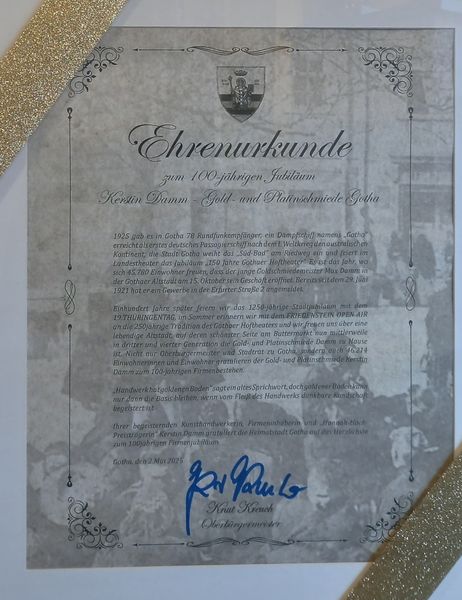 Ehrenurkunde
zum 100-jährigen Jubiläum
Kerstin Damm - Gold- und Platinschmiede Gotha
1925 gab es in Gotha 78 Rundfunkempfänger, ein Dampfschiff namens „Gotha“
erreicht als erstes deutsches Passagierschiff nach dem 1. Weltkrieg den australischen
Kontinent, die Stadt Gotha weiht das „Süd-Bad“ am Riedweg ein und feiert im
Landestheater das Jubiläum „150 Jahre Gothaer Hoftheater“. Es ist das Jahr, wo
sich 45.780 Einwohner freuen, dass der junge Goldschmiedemeister Max Damm in
der Gothaer Altstadt am 15. Oktober sein Geschäft eröffnet. Bereits seit dem 29. Juni
1921 hat er ein Gewerbe in der Erfurter Straße 2 angemeldet.
Einhundert Jahre später feiern wir das 1250-jährige Stadtjubiläum mit dem
19. THÜRINGENTAG, im Sommer erinnern wir mit dem FRIEDENSTEIN OPEN AIR
an die 250jährige Tradition des Gothaer Hoftheaters und wir freuen uns über eine
lebendige Altstadt, auf deren schönster Seite am Buttermarkt nun mittlerweile
in dritter und vierter Generation die Gold- und Platinschmiede Damm zu Hause
ist. Nicht nur Oberbürgermeister und Stadtrat zu Gotha, sondern auch 46.214
Einwohnerinnen und Einwohner gratulieren der Gold- und Platinschmiede Kerstin
Damm zum 100-jährigen Firmenbestehen.
„Handwerk hat goldenen Boden“ sagt ein altes Sprichwort, doch goldener Boden kann
nur dann die Basis bleiben, wenn vom Fleiß des Handwerks dankbare Kundschaft
begeistert ist.
Ihrer begeisternden Kunsthandwerkerin, Firmeninhaberin und „Hannah-Höch-
Preisträgerin“ Kerstin Damm gratuliert die Heimatstadt Gotha auf das Herzlichste
zum 100jährigen Firmenjubiläum.
Gotha, den 2. Mai 2025
Knut Kreuch
Oberbürgermeister